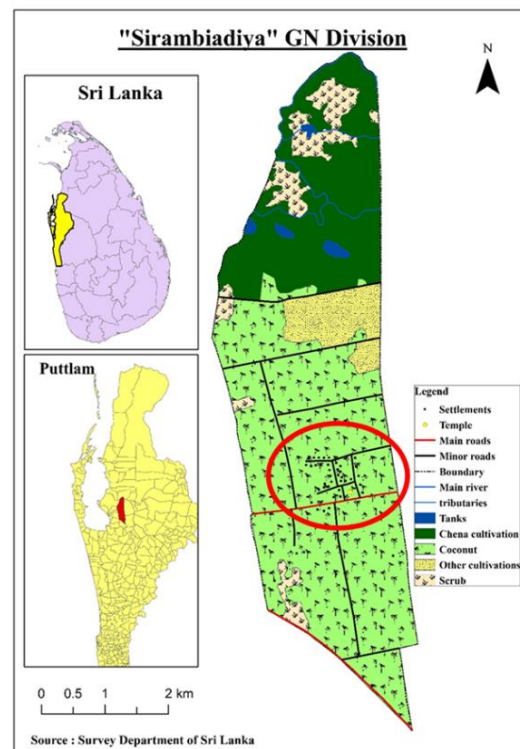 "Sirambiadiya" GN Division
N
Sri Lanka
Puttlam
Legend
Settlements
Temple
Main roads
Minor roads
Boundary
Main river
tributaries
Tanks
Chena cultivation
Coconut
Other cultivations
Scrub
0 0.5 1 2 km
Source : Survey Department of Sri Lanka